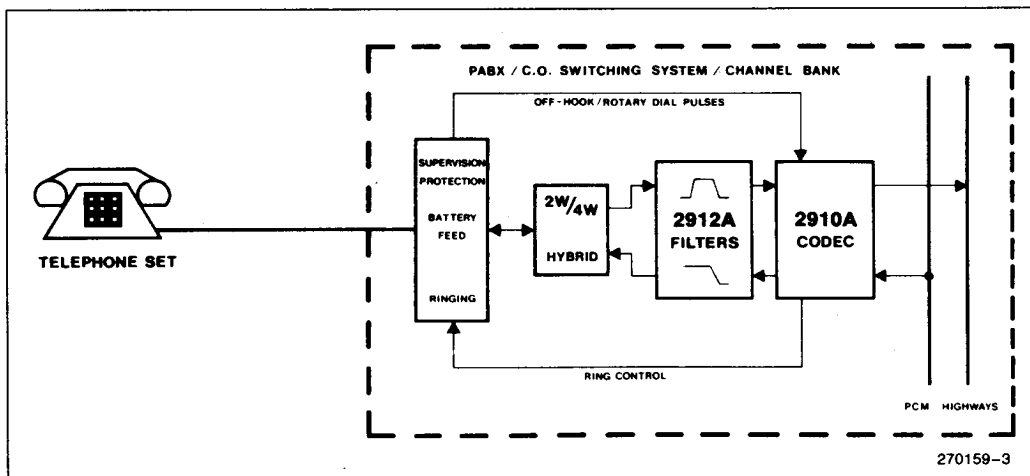 PABX / C.O. SWITCHING SYSTEM / CHANNEL BANK
OFF-HOOK/ROTARY DIAL PULSES
SUPERVISION
PROTECTION
BATTERY
FEED
RINGING
2W/4W
HYBRID
2912A
FILTERS
2910A
CODEC
TELEPHONE SET
RING CONTROL
PCM HIGHWAYS
270159-3